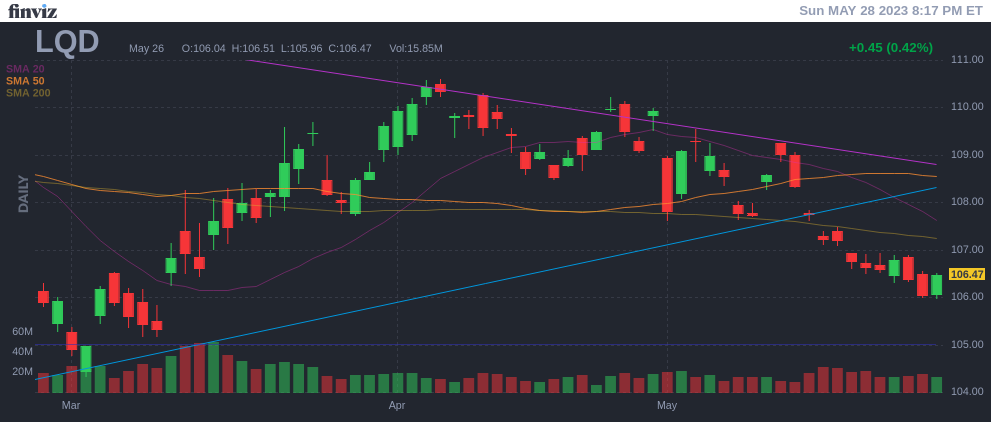 finviz
Sun MAY 28 2023 8:17 PM ET
LQD May 26 O:106.04 H:106.51 L:105.96 C:106.47 Vol:15.85M +0.45 (0.42%)
SMA 20
SMA 50
SMA 200
DAILY
111.00
110.00
109.00
108.00
107.00
106.47
106.00
105.00
104.00
60M
40M
20M
Mar Apr May